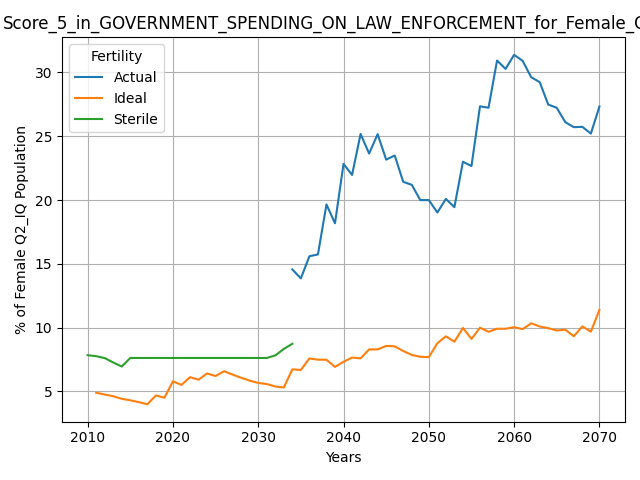 Score_5_in_GOVERNMENT_SPENDING_ON_LAW_ENFORCEMENT_for_Female_
Fertility
Actual
Ideal
Sterile
% of Female Q2_IQ Population
30
25
20
15
10
5
2010 2020 2030 2040 2050 2060 2070
Years